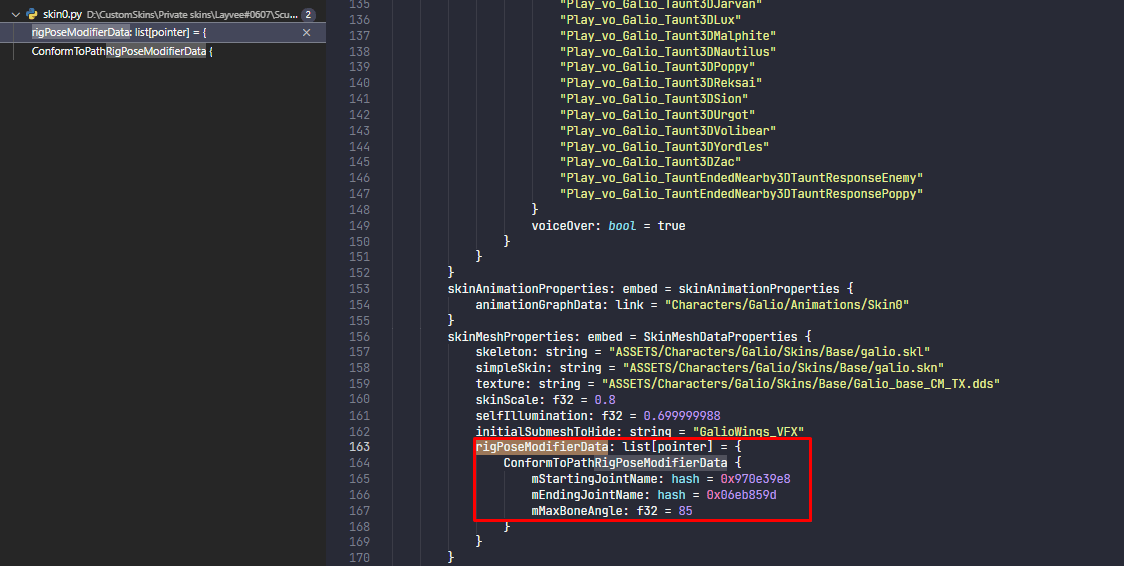 skin0.py D:\CustomSkins\Private skins\Layvee#0607\Scu... 2
rigPoseModifierData: list[pointer] = {
ConformToPathRigPoseModifierData {
135 "Play_vo_Galio_Taunt3DJarvan"
136 "Play_vo_Galio_Taunt3DLux"
137 "Play_vo_Galio_Taunt3DMalphite"
138 "Play_vo_Galio_Taunt3DNautilus"
139 "Play_vo_Galio_Taunt3DPoppy"
140 "Play_vo_Galio_Taunt3DReksai"
141 "Play_vo_Galio_Taunt3DSion"
142 "Play_vo_Galio_Taunt3DUrgot"
143 "Play_vo_Galio_Taunt3DVolibear"
144 "Play_vo_Galio_Taunt3DYordles"
145 "Play_vo_Galio_Taunt3DZac"
146 "Play_vo_Galio_TauntEndedNearby3DTauntResponseEnemy"
147 "Play_vo_Galio_TauntEndedNearby3DTauntResponsePoppy"
148 }
149 voiceOver: bool = true
150 }
151 }
152 }
153 skinAnimationProperties: embed = skinAnimationProperties {
154 animationGraphData: link = "Characters/Galio/Animations/Skin0"
155 }
156 skinMeshProperties: embed = SkinMeshDataProperties {
157 skeleton: string = "ASSETS/Characters/Galio/Skins/Base/galio.skl"
158 simpleSkin: string = "ASSETS/Characters/Galio/Skins/Base/galio.skn"
159 texture: string = "ASSETS/Characters/Galio/Skins/Base/Galio_base_CM_TX.dds"
160 skinScale: f32 = 0.8
161 selfIllumination: f32 = 0.699999988
162 initialSubmeshToHide: string = "GalioWings_VFX"
163 rigPoseModifierData: list[pointer] = {
164 ConformToPathRigPoseModifierData {
165 mStartingJointName: hash = 0x970e39e8
166 mEndingJointName: hash = 0x06eb859d
167 mMaxBoneAngle: f32 = 85
168 }
169 }
170 }